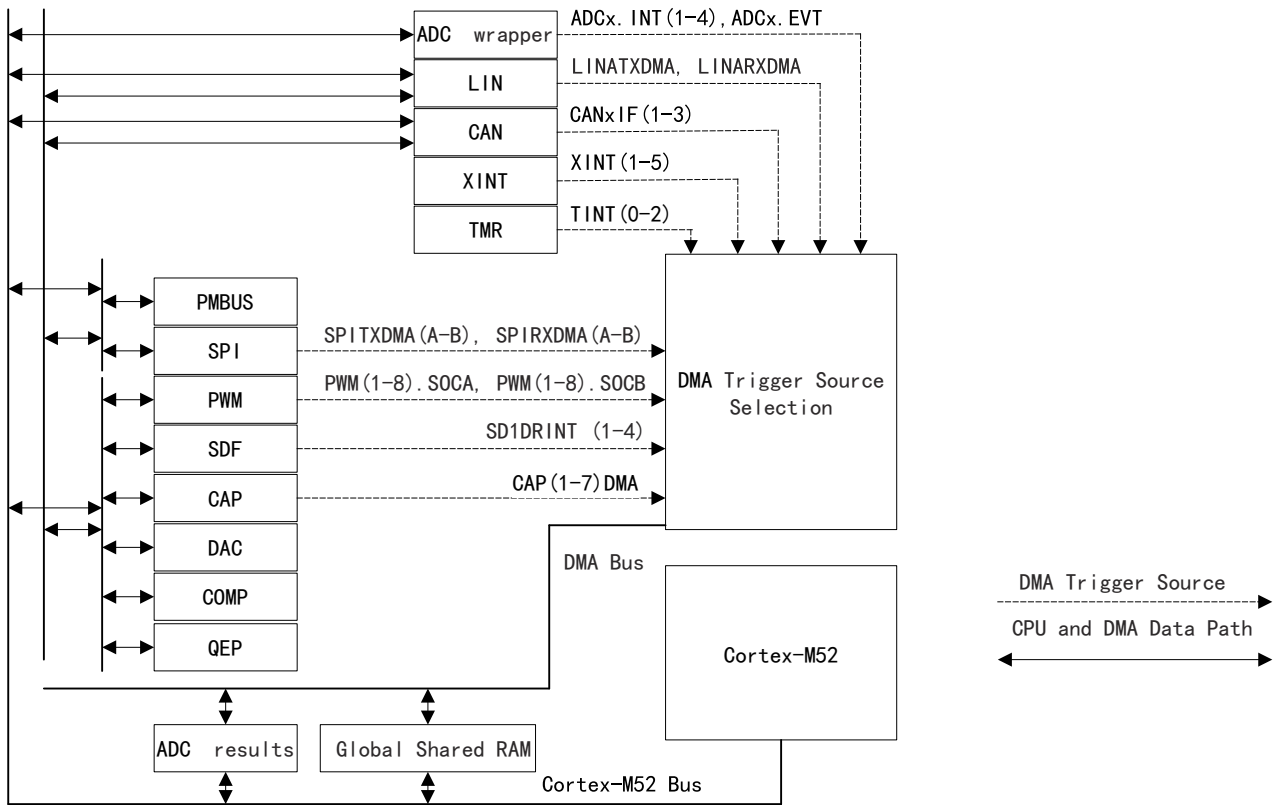 ADCx.INT(1-4),ADCx.EVT
ADC wrapper
LINATXDMA, LINARXDMA
LIN
CANxIF(1-3)
CAN
XINT(1-5)
XINT
TINT(0-2)
TMR
PMBUS
SPITXDMA(A-B), SPIRXDMA(A-B)
SPI
PWM(1-8).SOCA, PWM(1-8).SOCB
PWM
DMA Trigger Source
Selection
SD1DRINT (1-4)
SDF
CAP(1-7)DMA
CAP
DAC
DMA Bus
COMP
QEP
Cortex-M52
DMA Trigger Source
CPU and DMA Data Path
ADC results
Global Shared RAM
Cortex-M52 Bus